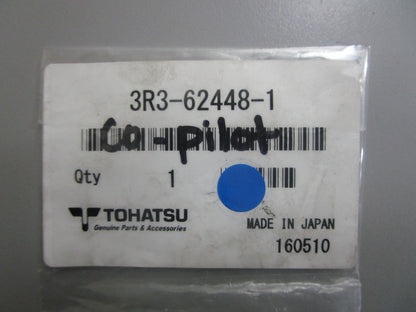 3R3-62448-1
co-pilot
Qty 1
TOHATSU
Genuine Parts & Accessories
MADE IN JAPAN
160510